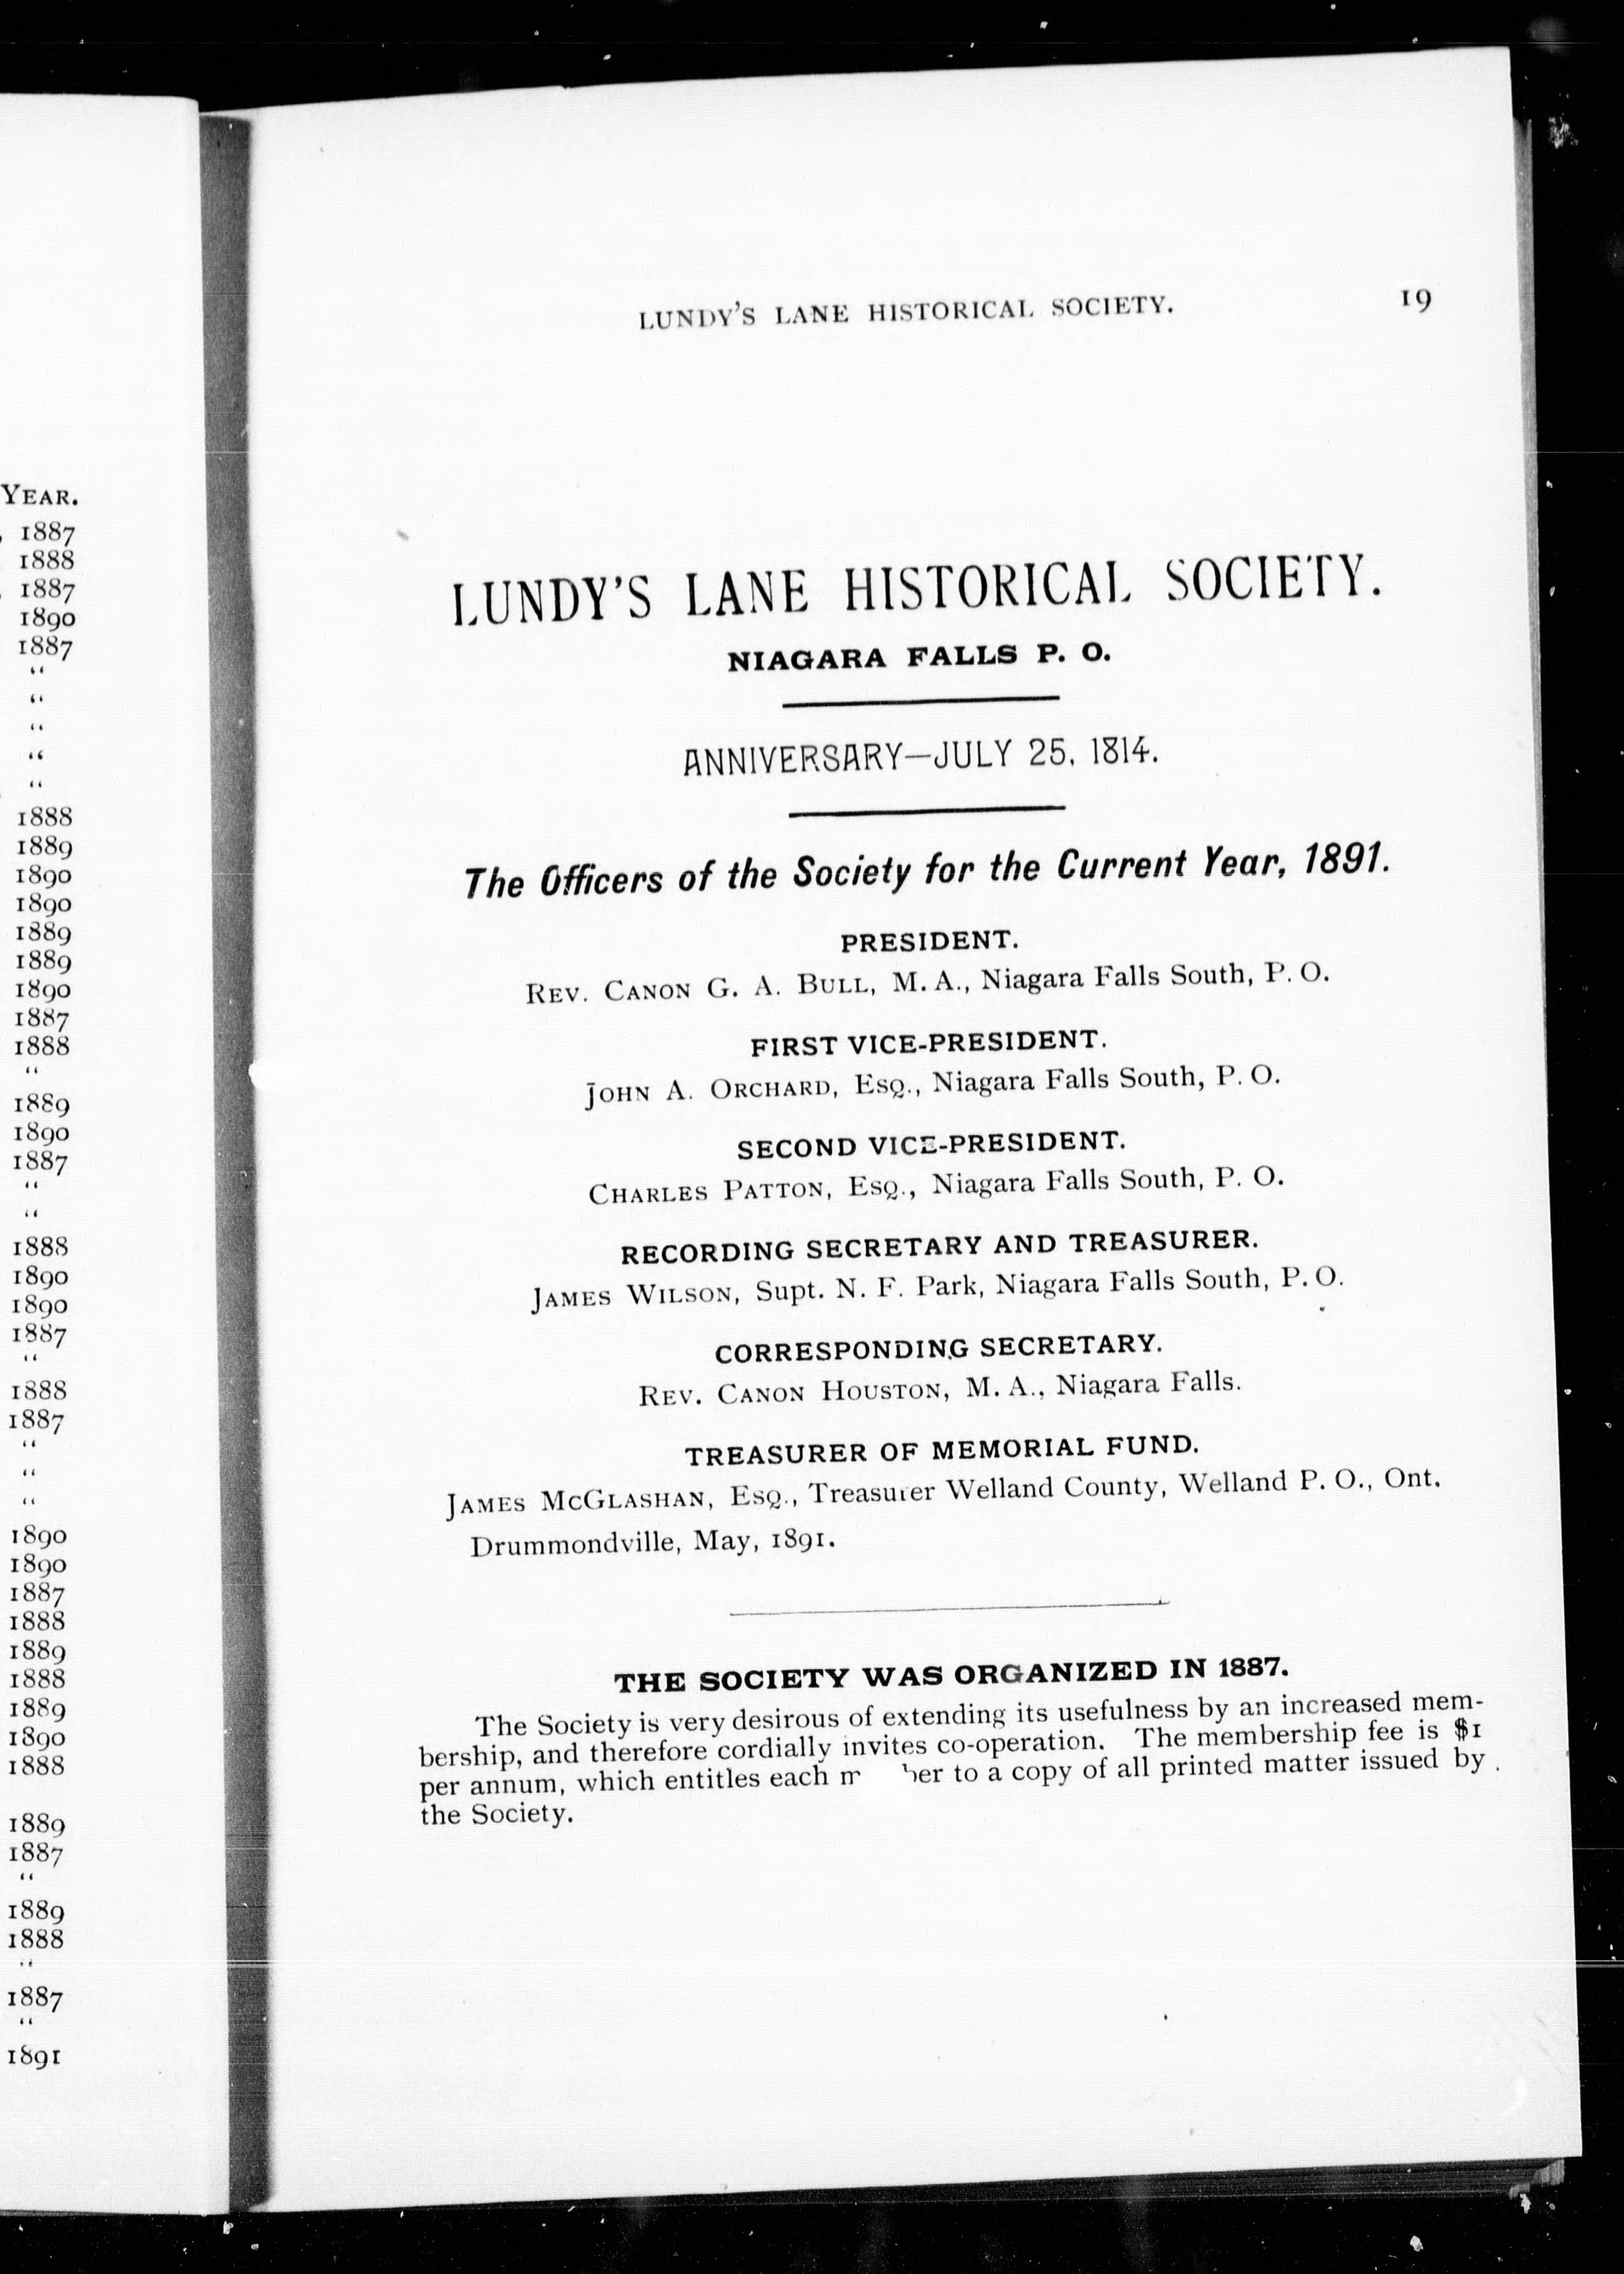 YEAR.
1887
1888
1887
1890
1887
“
“
“
“
“
1888
1889
1890
1890
1889
1889
1890
1887
1888
“
1889
1890
1887
“
“
1888
1890
1890
1887
“
1888
1887
“
“
“
1890
1890
1887
1888
1889
1888
1889
1890
1888
1889
1887
“
1889
1888
“
1887
“
1891
LUNDY'S LANE HISTORICAL SOCIETY. 19
LUNDY'S LANE HISTORICAL SOCIETY.
NIAGARA FALLS P. O.
ANNIVERSARY—JULY 25, 1814.
The Officers of the Society for the Current Year, 1891.
PRESIDENT.
REV. CANON G. A. BULL, M. A., Niagara Falls South, P. O.
FIRST VICE-PRESIDENT.
JOHN A. ORCHARD, ESQ., Niagara Falls South, P. O.
SECOND VICE-PRESIDENT.
CHARLES PATTON, ESQ., Niagara Falls South, P. O.
RECORDING SECRETARY AND TREASURER.
JAMES WILSON, Supt. N. F. Park, Niagara Falls South, P. O.
CORRESPONDING SECRETARY.
REV. CANON HOUSTON, M. A., Niagara Falls.
TREASURER OF MEMORIAL FUND.
JAMES MCGLASHAN, ESQ., Treasurer Welland County, Welland P. O., Ont.
Drummondville, May, 1891.
THE SOCIETY WAS ORGANIZED IN 1887.
The Society is very desirous of extending its usefulness by an increased mem-
bership, and therefore cordially invites co-operation. The membership fee is $1
per annum, which entitles each m ber to a copy of all printed matter issued by
the Society.